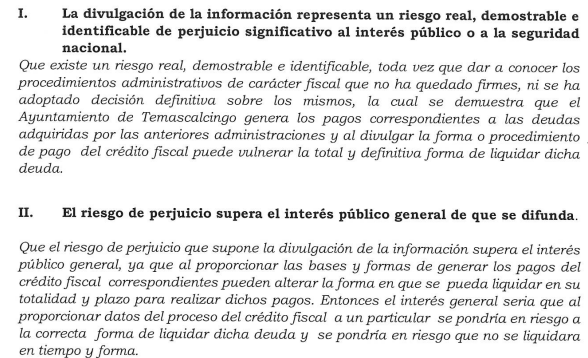 I. La divulgación de la información representa un riesgo real, demostrable e
identificable de perjuicio significativo al interés público o a la seguridad
nacional.
Que existe un riesgo real, demostrable e identificable, toda vez que dar a conocer los
procedimientos administrativos de carácter fiscal que no ha quedado firmes, ni se ha
adoptado decisión definitiva sobre los mismos, la cual se demuestra que el
Ayuntamiento de Temascalcingo genera los pagos correspondientes a las deudas
adquiridas por las anteriores administraciones y al divulgar la forma o procedimiento
de pago del crédito fiscal puede vulnerar la total y definitiva forma de liquidar dicha
deuda.
II. El riesgo de perjuicio supera el interés público general de que se difunda.
Que el riesgo de perjuicio que supone la divulgación de la información supera el interés
público general, ya que al proporcionar las bases y formas de generar los pagos del
crédito fiscal correspondientes pueden alterar la forma en que se pueda liquidar en su
totalidad y plazo para realizar dichos pagos. Entonces el interés general seria que al
proporcionar datos del proceso del crédito fiscal a un particular se pondría en riesgo a
la correcta forma de liquidar dicha deuda y se pondría en riesgo que no se liquidara
en tiempo y forma.